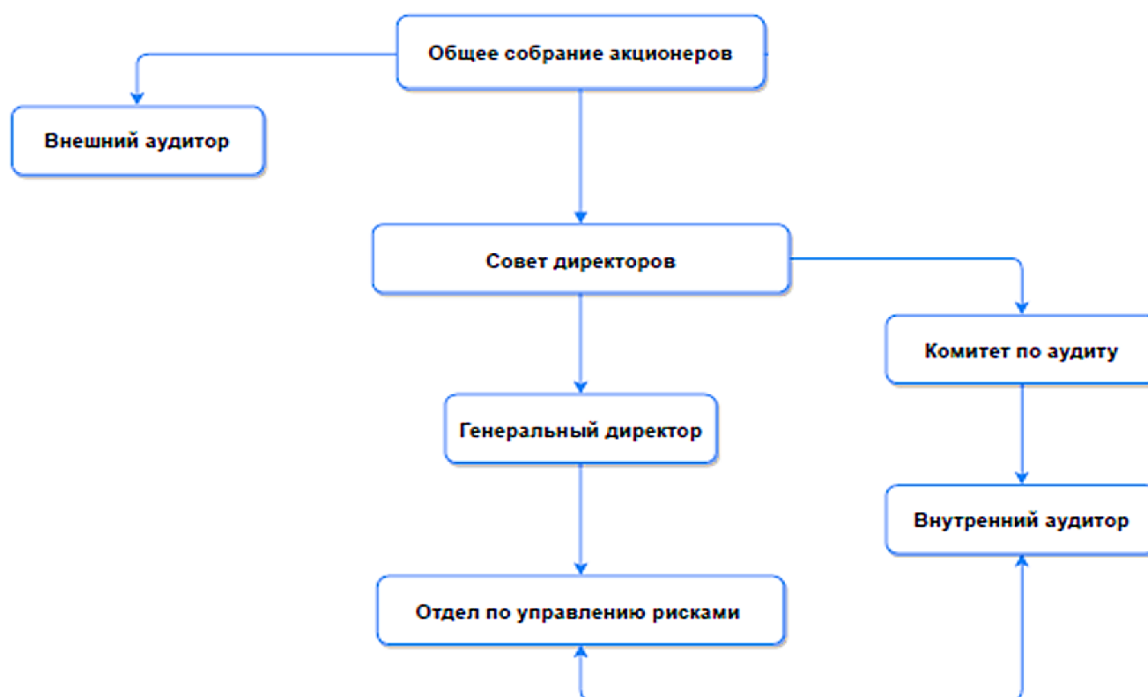 Общее собрание акционеров
Внешний аудитор
Совет директоров
Комитет по аудиту
Генеральный директор
Внутренний аудитор
Отдел по управлению рисками